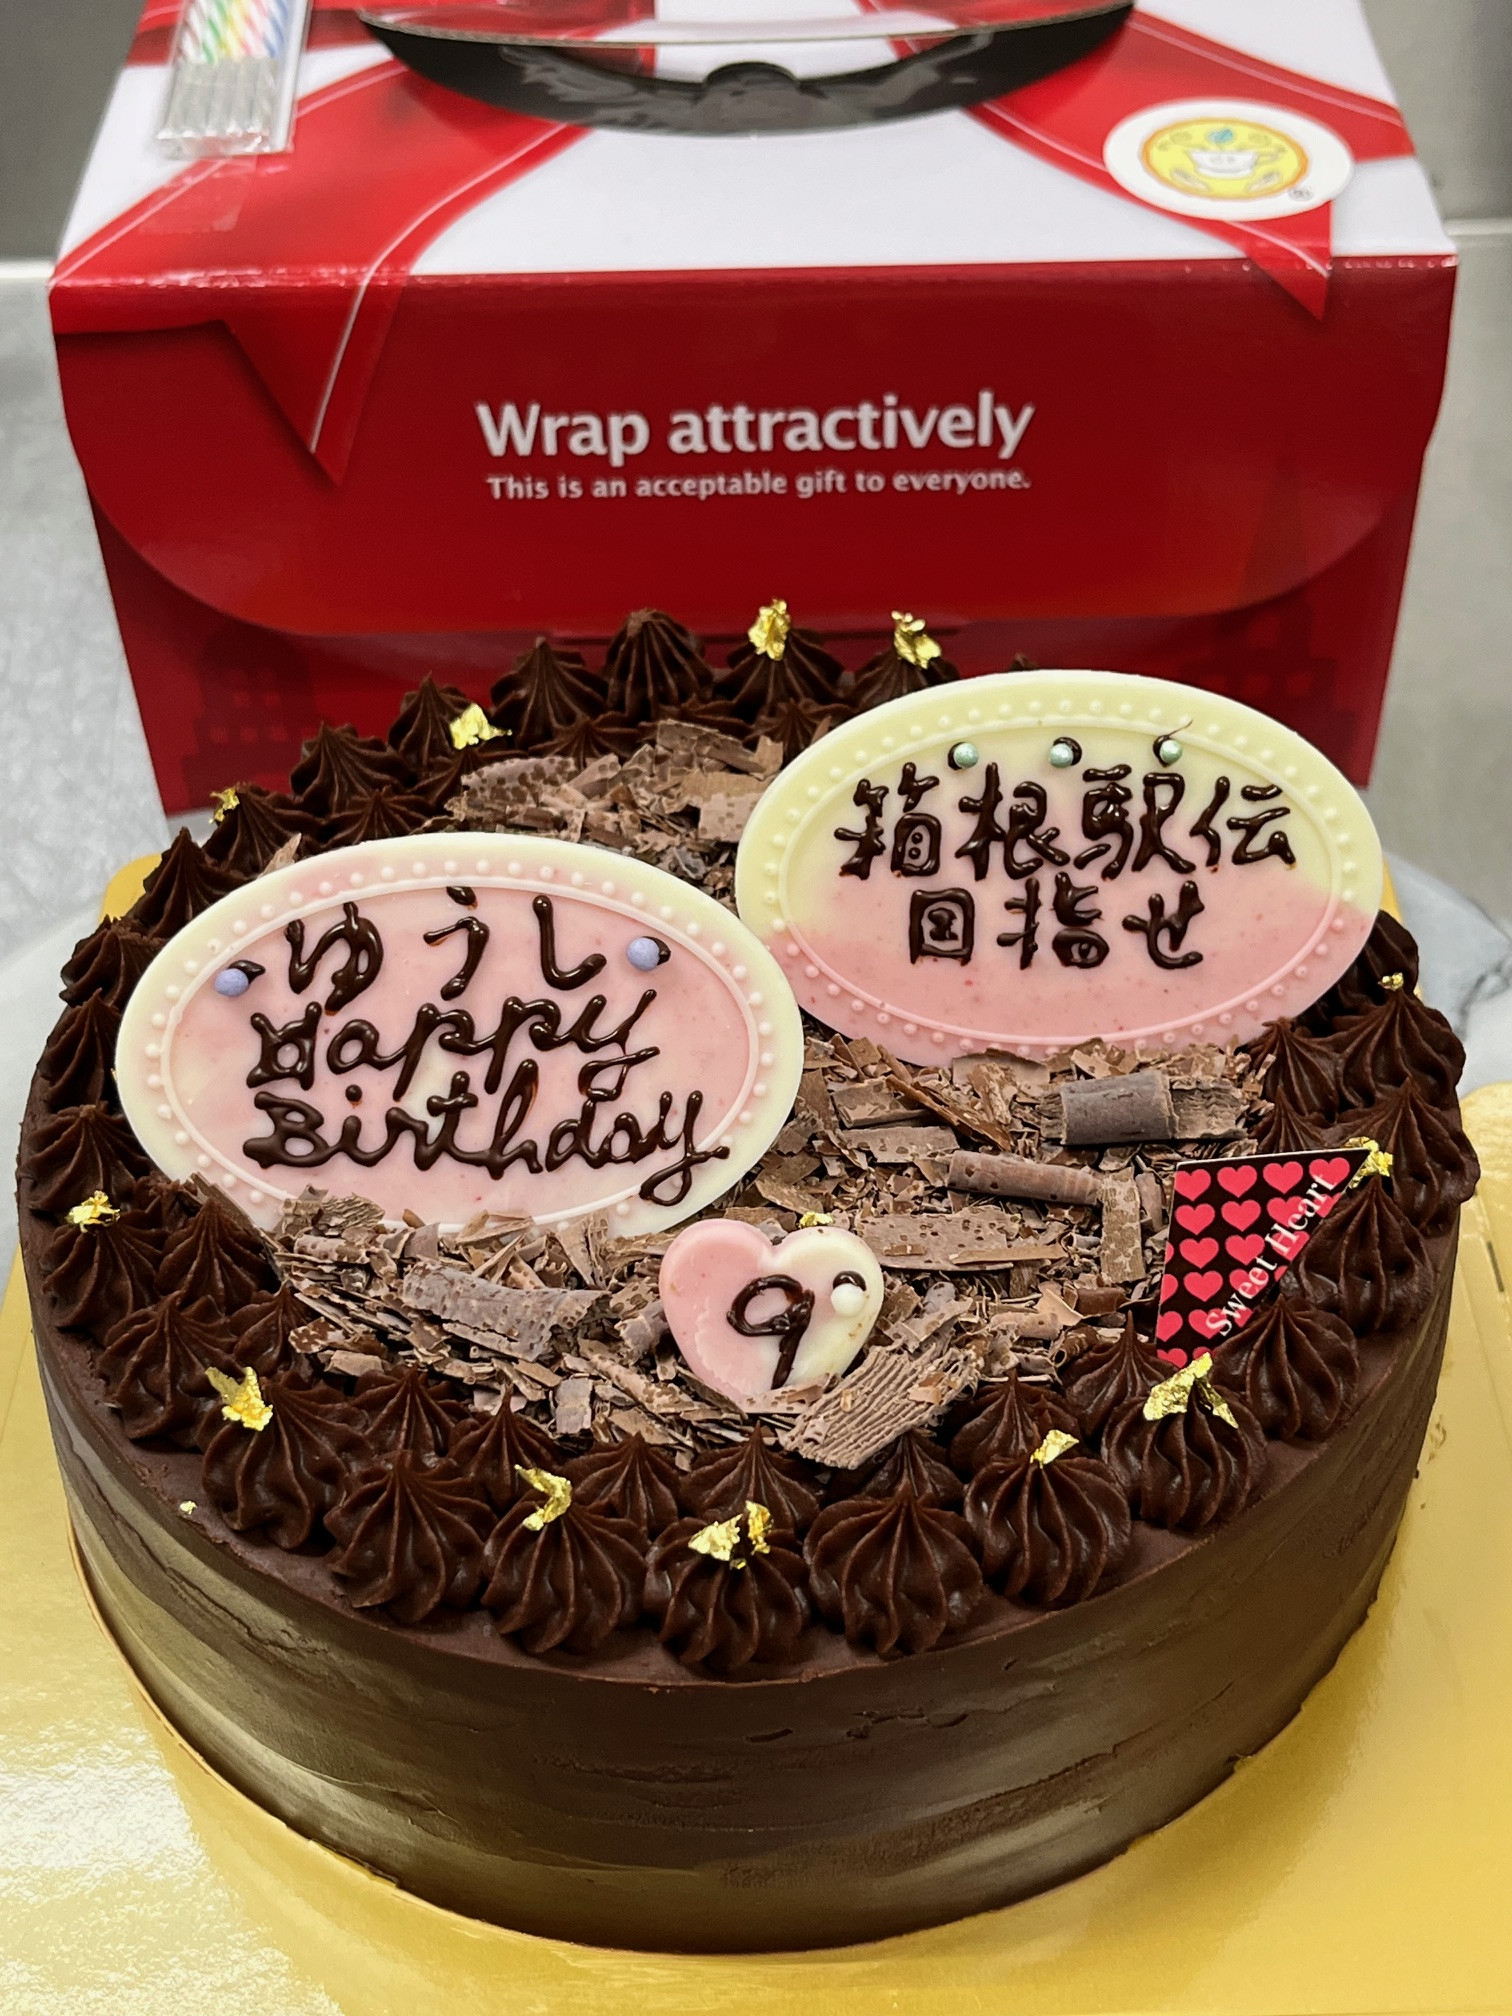 Wrap attractively
This is an acceptable gift to everyone.
箱根駅伝
目指せ
ゆうし
Happy
Birthday
9
Sweet Heart